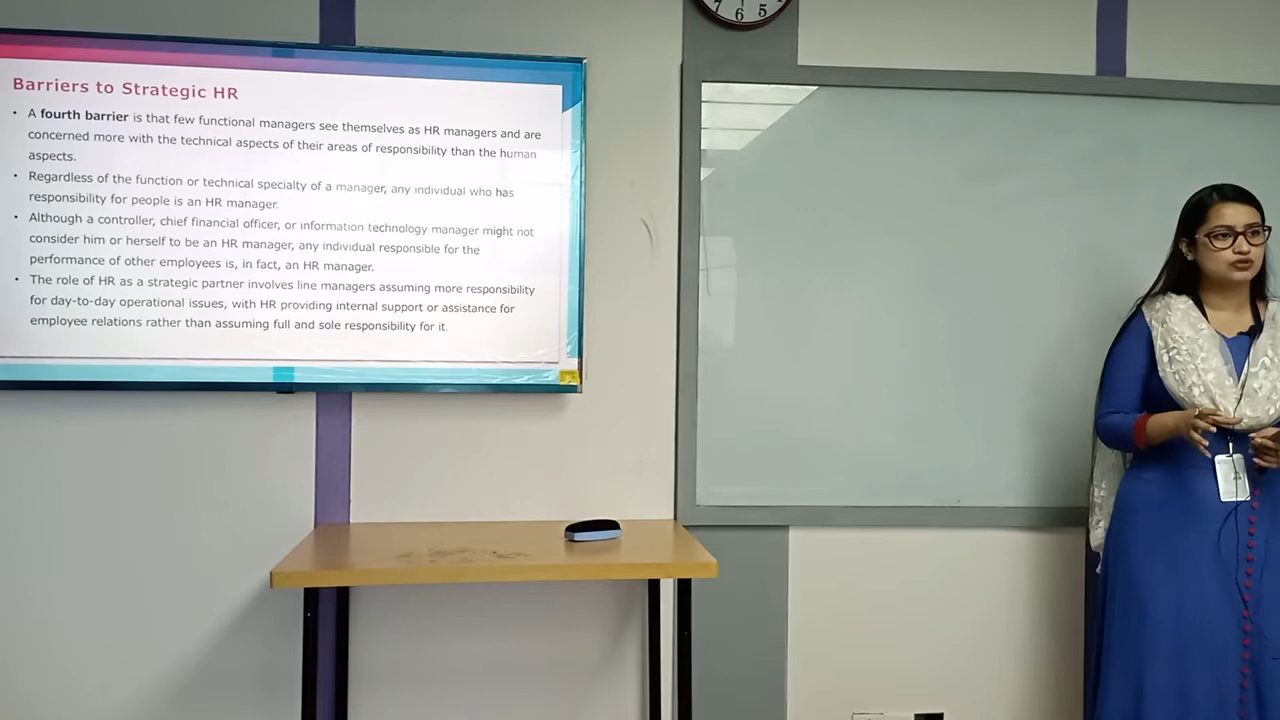 Barriers to Strategic HR
• A fourth barrier is that few functional managers see themselves as HR managers and are
concerned more with the technical aspects of their areas of responsibility than the human
aspects.
• Regardless of the function or technical specialty of a manager, any individual who has
responsibility for people is an HR manager.
• Although a controller, chief financial officer, or information technology manager might not
consider him or herself to be an HR manager, any individual responsible for the
performance of other employees is, in fact, an HR manager.
• The role of HR as a strategic partner involves line managers assuming more responsibility
for day-to-day operational issues, with HR providing internal support or assistance for
employee relations rather than assuming full and sole responsibility for it.
7 6 5